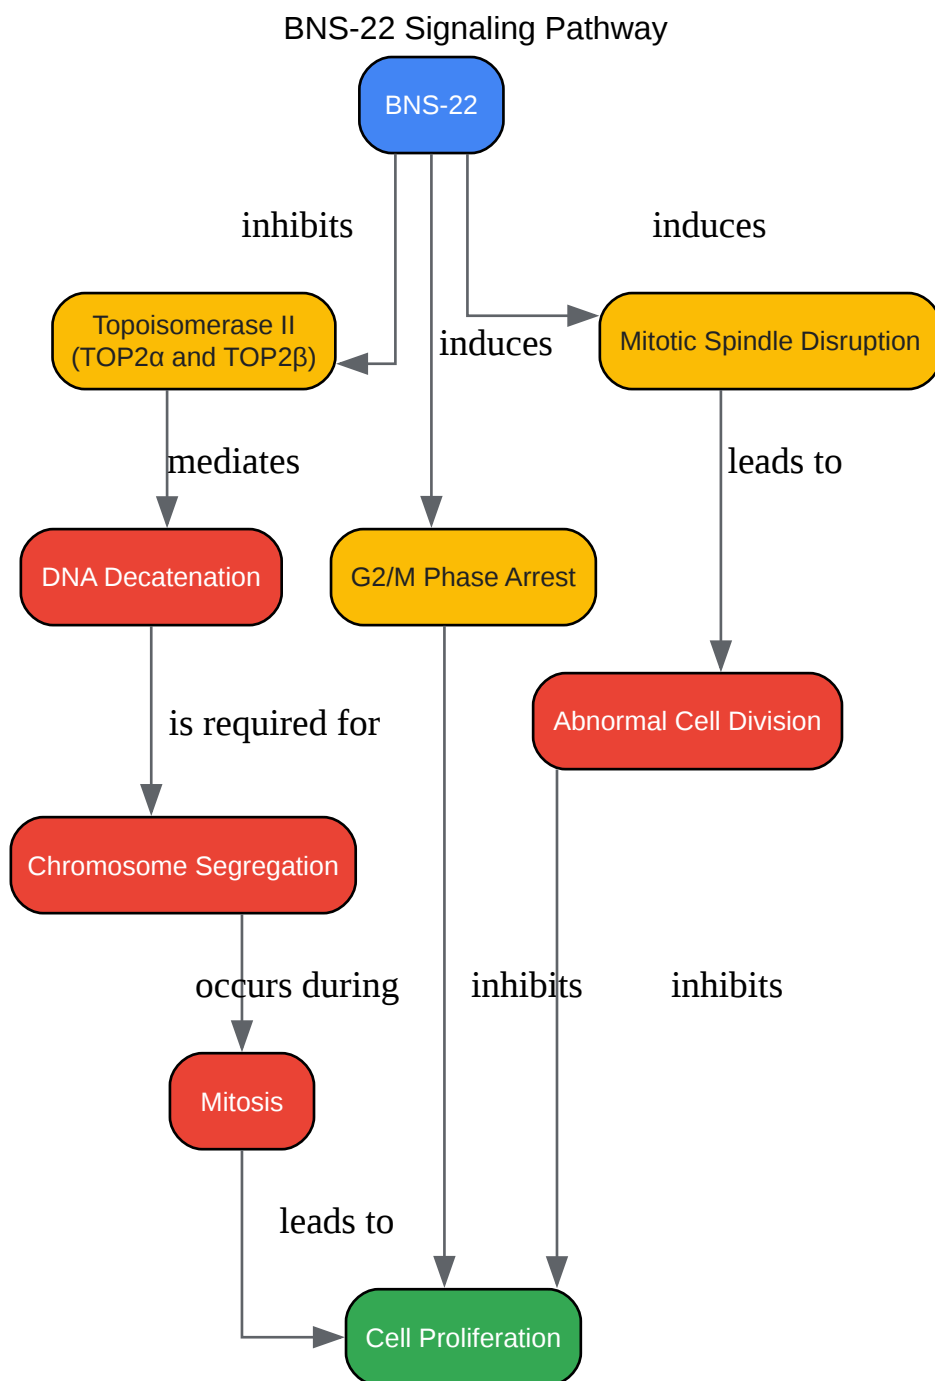 BNS-22 Signaling Pathway
BNS-22
inhibits
induces
Topoisomerase II
(TOP2α and TOP2β)
induces
Mitotic Spindle Disruption
mediates
leads to
DNA Decatenation
G2/M Phase Arrest
is required for
Abnormal Cell Division
Chromosome Segregation
occurs during
inhibits
inhibits
Mitosis
leads to
Cell Proliferation